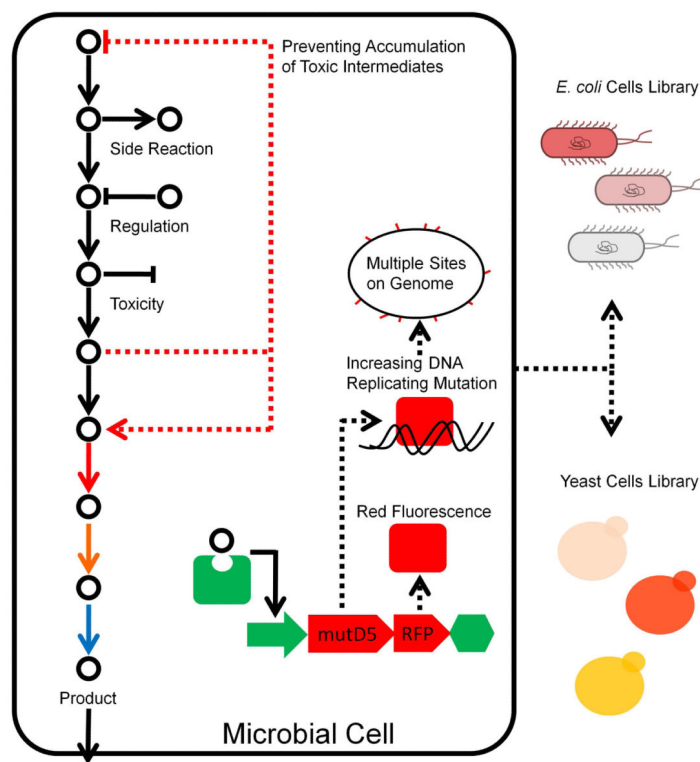 Preventing Accumulation
of Toxic Intermediates
E. coli Cells Library
Side Reaction
Regulation
Multiple Sites
on Genome
Toxicity
Increasing DNA
Replicating Mutation
Yeast Cells Library
Red Fluorescence
mutD5
RFP
Product
Microbial Cell